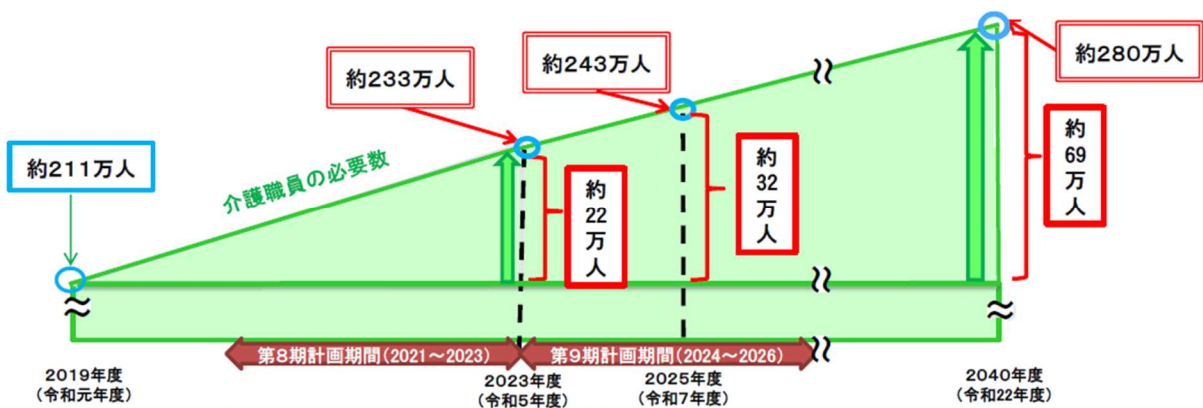 約280万人
約243万人
約233万人
約211万人
介護職員の必要数
約
69
万
人
約
32
万
人
約
22
万
人
第8期計画期間(2021～2023)
第9期計画期間(2024～2026)
2019年度
(令和元年度)
2023年度
(令和5年度)
2025年度
(令和7年度)
2040年度
(令和22年度)